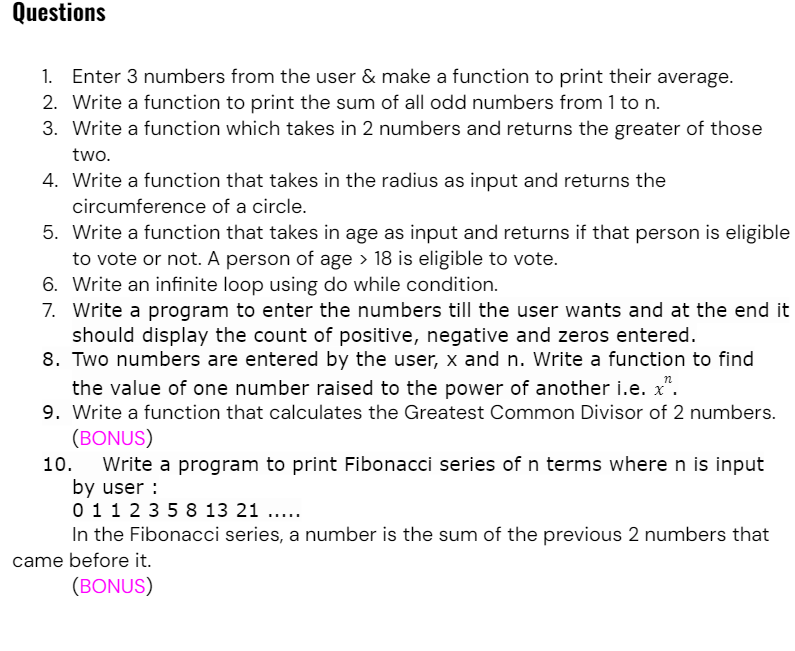 Questions
1. Enter 3 numbers from the user & make a function to print their average.
2. Write a function to print the sum of all odd numbers from 1 to n.
3. Write a function which takes in 2 numbers and returns the greater of those
two.
4. Write a function that takes in the radius as input and returns the
circumference of a circle.
5. Write a function that takes in age as input and returns if that person is eligible
to vote or not. A person of age > 18 is eligible to vote.
6. Write an infinite loop using do while condition.
7. Write a program to enter the numbers till the user wants and at the end it
should display the count of positive, negative and zeros entered.
8. Two numbers are entered by the user, x and n. Write a function to find
the value of one number raised to the power of another i.e. xⁿ.
9. Write a function that calculates the Greatest Common Divisor of 2 numbers.
(BONUS)
10. Write a program to print Fibonacci series of n terms where n is input
by user :
0 1 1 2 3 5 8 13 21 .....
In the Fibonacci series, a number is the sum of the previous 2 numbers that
came before it.
(BONUS)